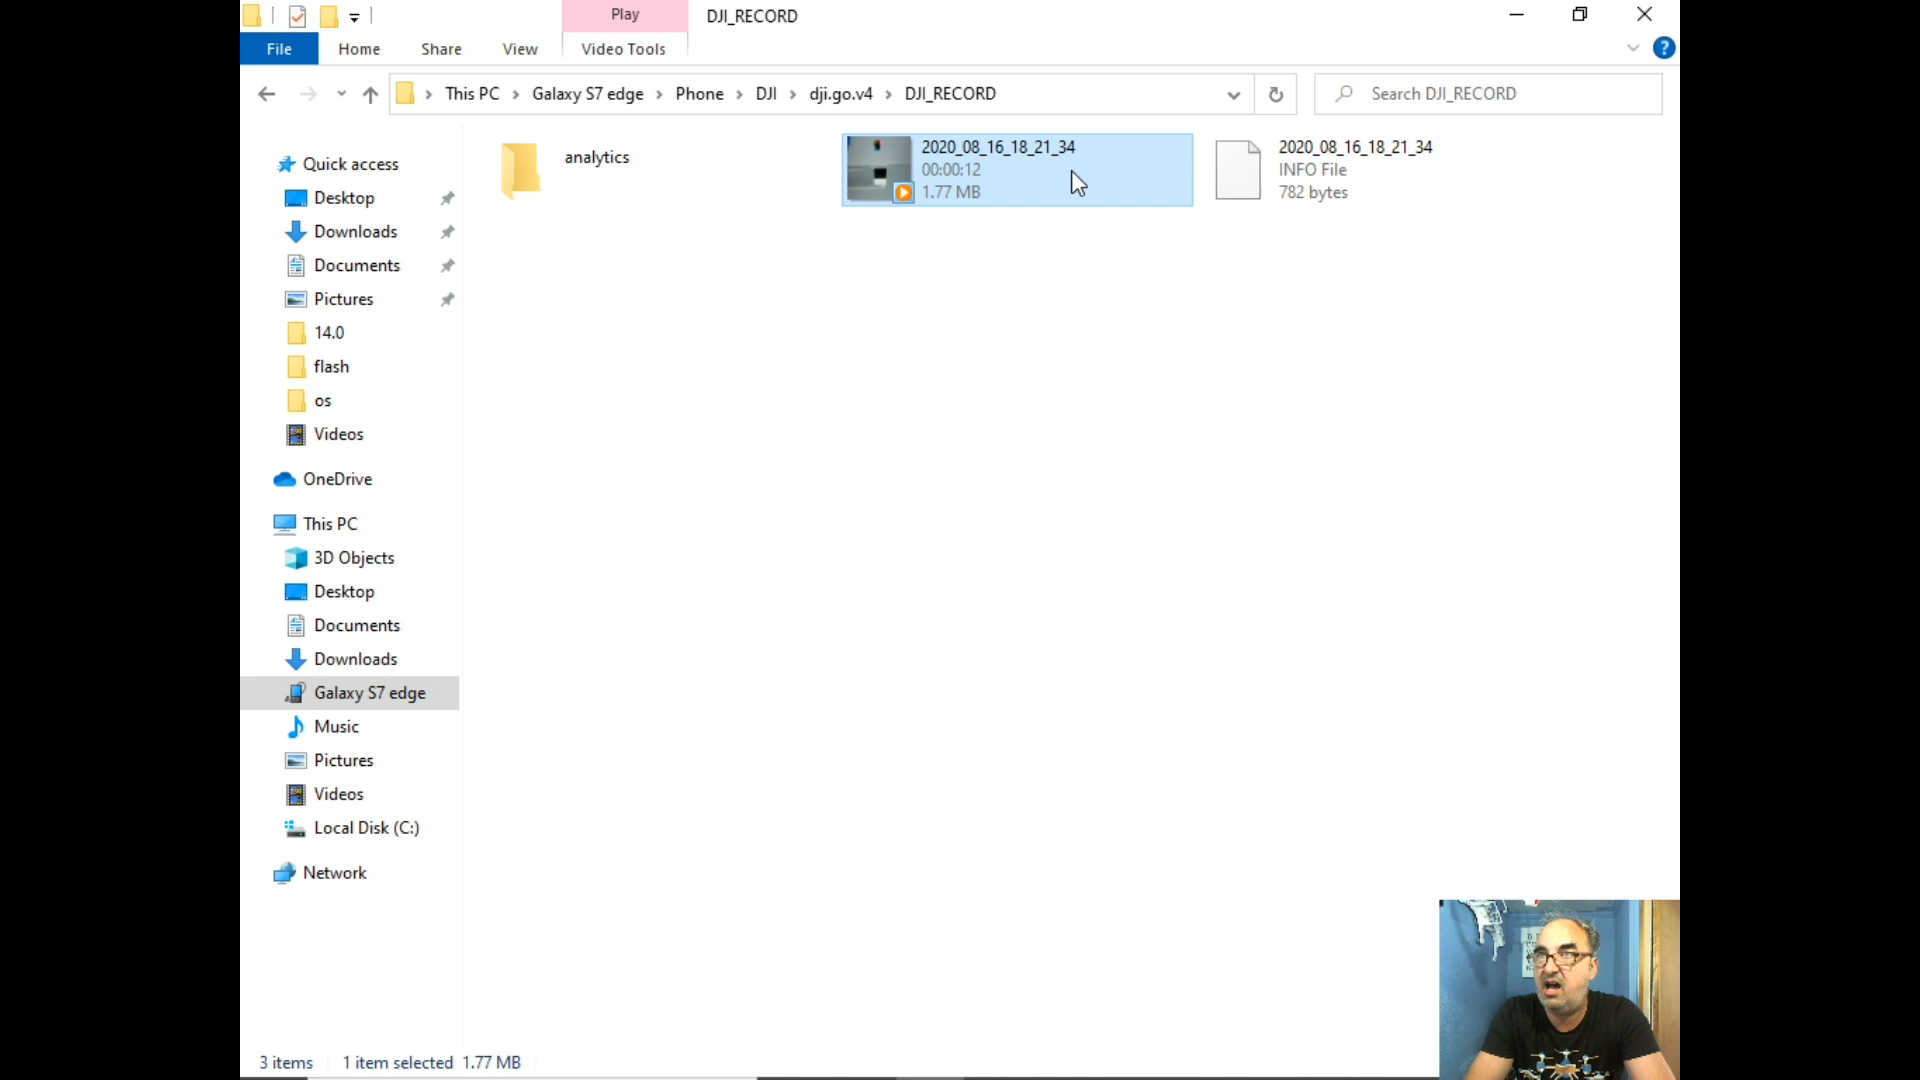 Play
DJI_RECORD
File
Home
Share
View
Video Tools
?
This PC
Galaxy S7 edge
Phone
DJI
dji.go.v4
DJI_RECORD
Search DJI_RECORD
Quick access
Desktop
Downloads
Documents
Pictures
14.0
flash
os
Videos
OneDrive
This PC
3D Objects
Desktop
Documents
Downloads
Galaxy S7 edge
Music
Pictures
Videos
Local Disk (C:)
Network
analytics
2020_08_16_18_21_34
00:00:12
1.77 MB
2020_08_16_18_21_34
INFO File
782 bytes
3 items
1 item selected 1.77 MB